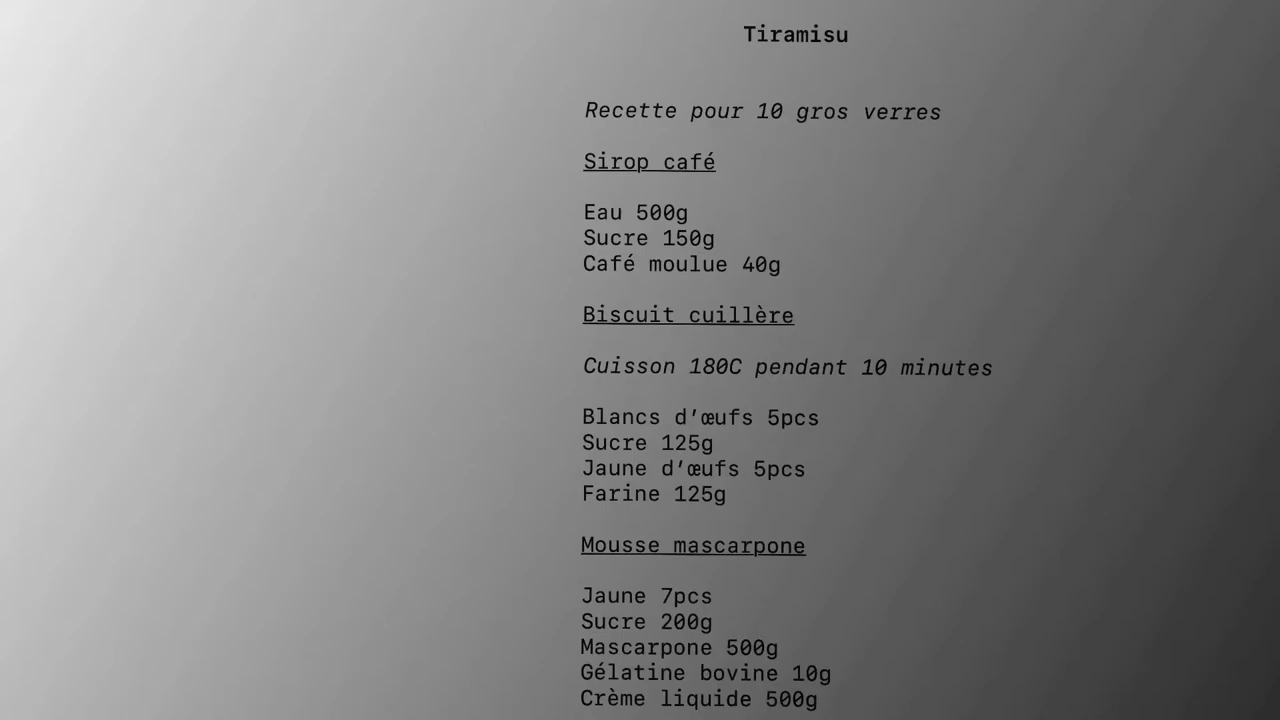 Tiramisu
Recette pour 10 gros verres
Sirop café
Eau 500g
Sucre 150g
Café moulue 40g
Biscuit cuillère
Cuisson 180C pendant 10 minutes
Blancs d’œufs 5pcs
Sucre 125g
Jaune d’œufs 5pcs
Farine 125g
Mousse mascarpone
Jaune 7pcs
Sucre 200g
Mascarpone 500g
Gélatine bovine 10g
Crème liquide 500g